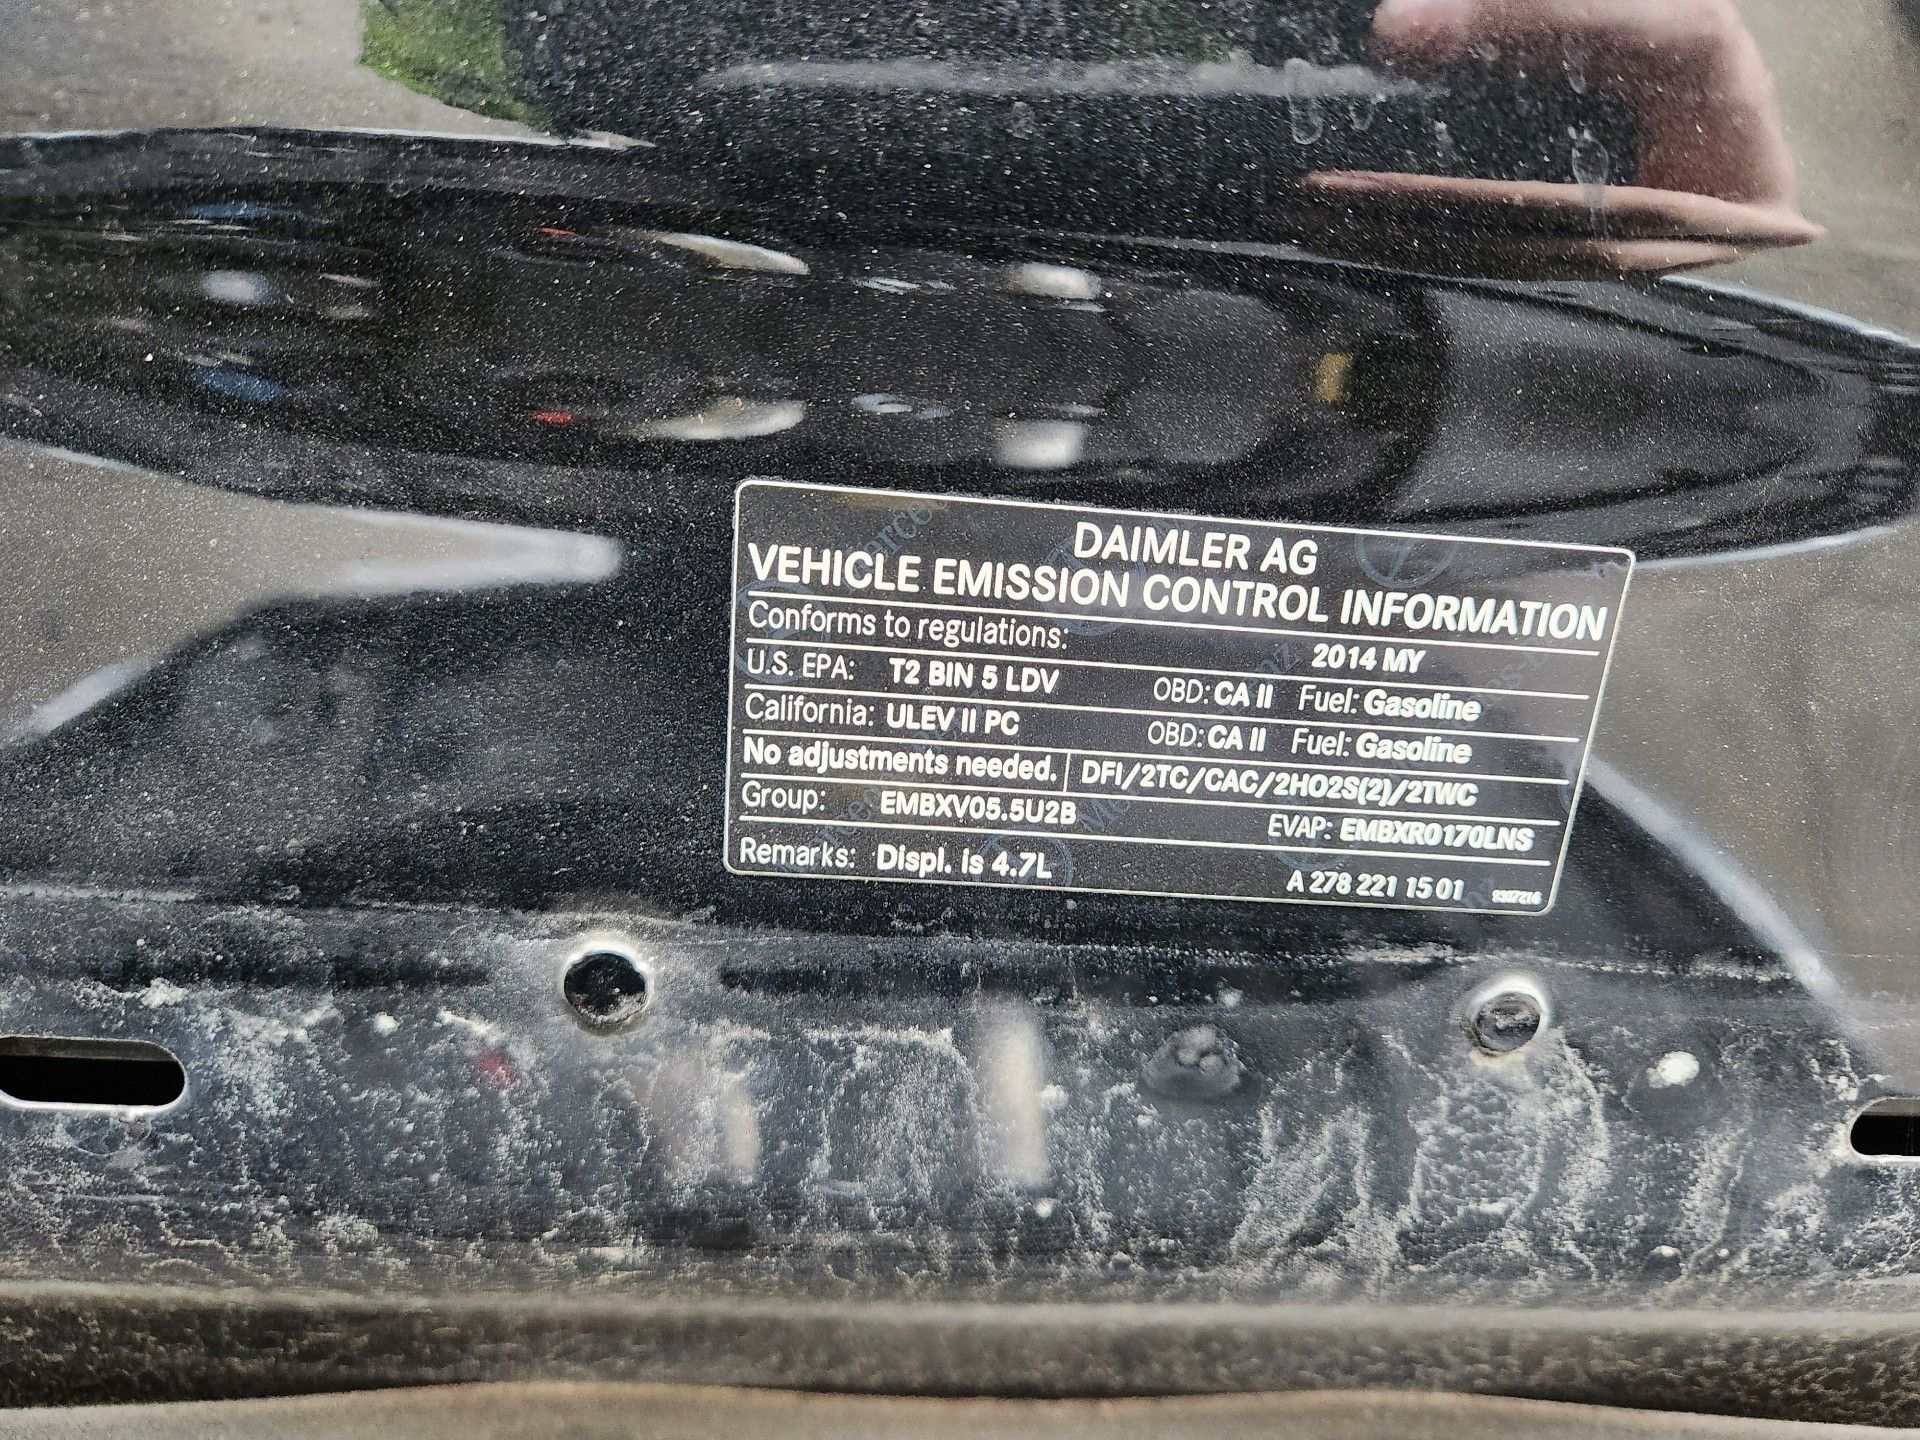 DAIMLER AG
VEHICLE EMISSION CONTROL INFORMATION
Conforms to regulations: 2014 MY
U.S. EPA: T2 BIN 5 LDV OBD: CA II Fuel: Gasoline
California: ULEV II PC OBD: CA II Fuel: Gasoline
No adjustments needed. DFI/2TC/CAC/2HO2S(2)/2TWC
Group: EMBXV05.5U2B EVAP: EMBXR0170LNS
Remarks: Displ. is 4.7L A 278 221 15 01